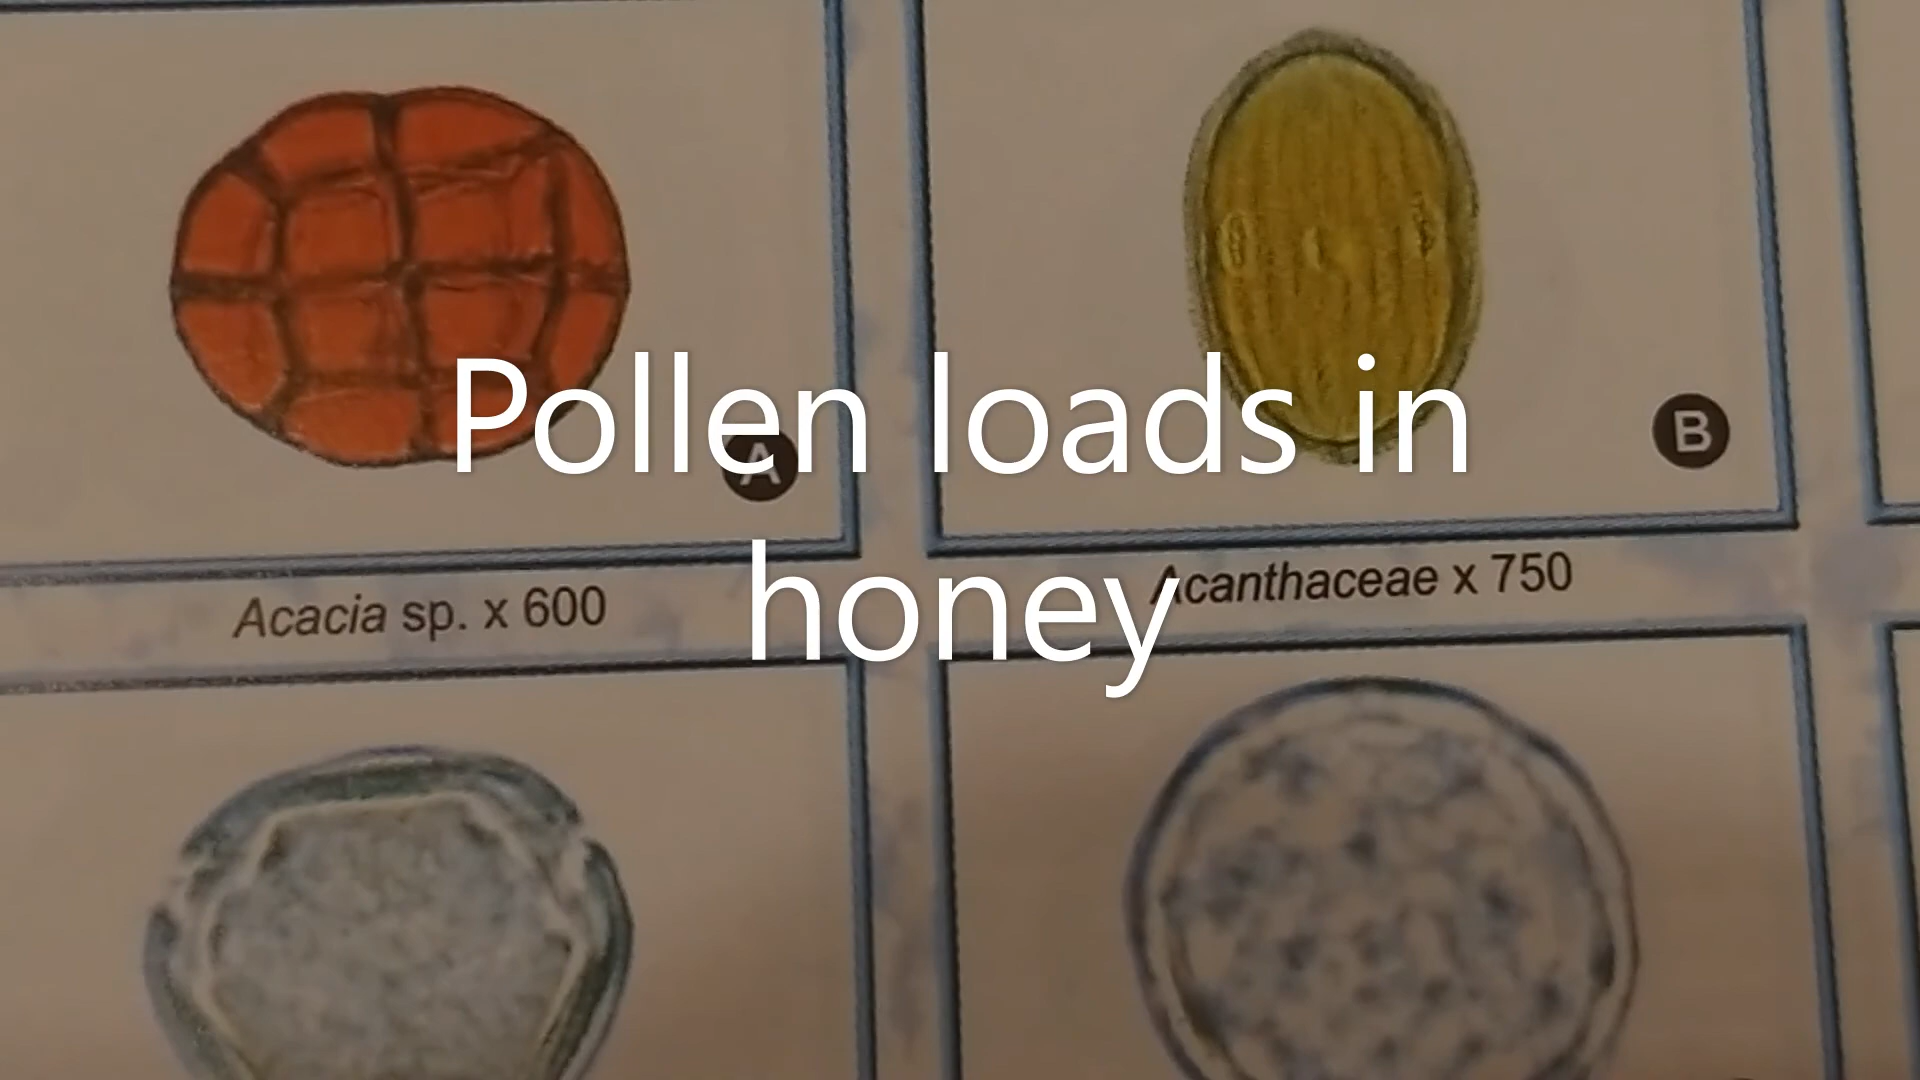 Pollen loads in
honey
A
B
Acacia sp. x 600
Acanthaceae x 750